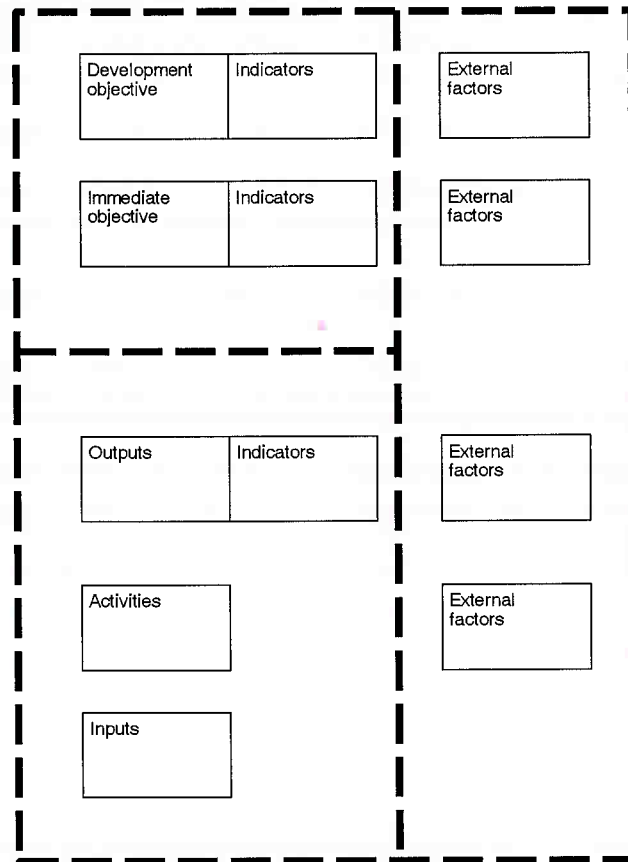 Development
objective
Indicators
External
factors
Immediate
objective
Indicators
External
factors
Outputs
Indicators
External
factors
Activities
External
factors
Inputs